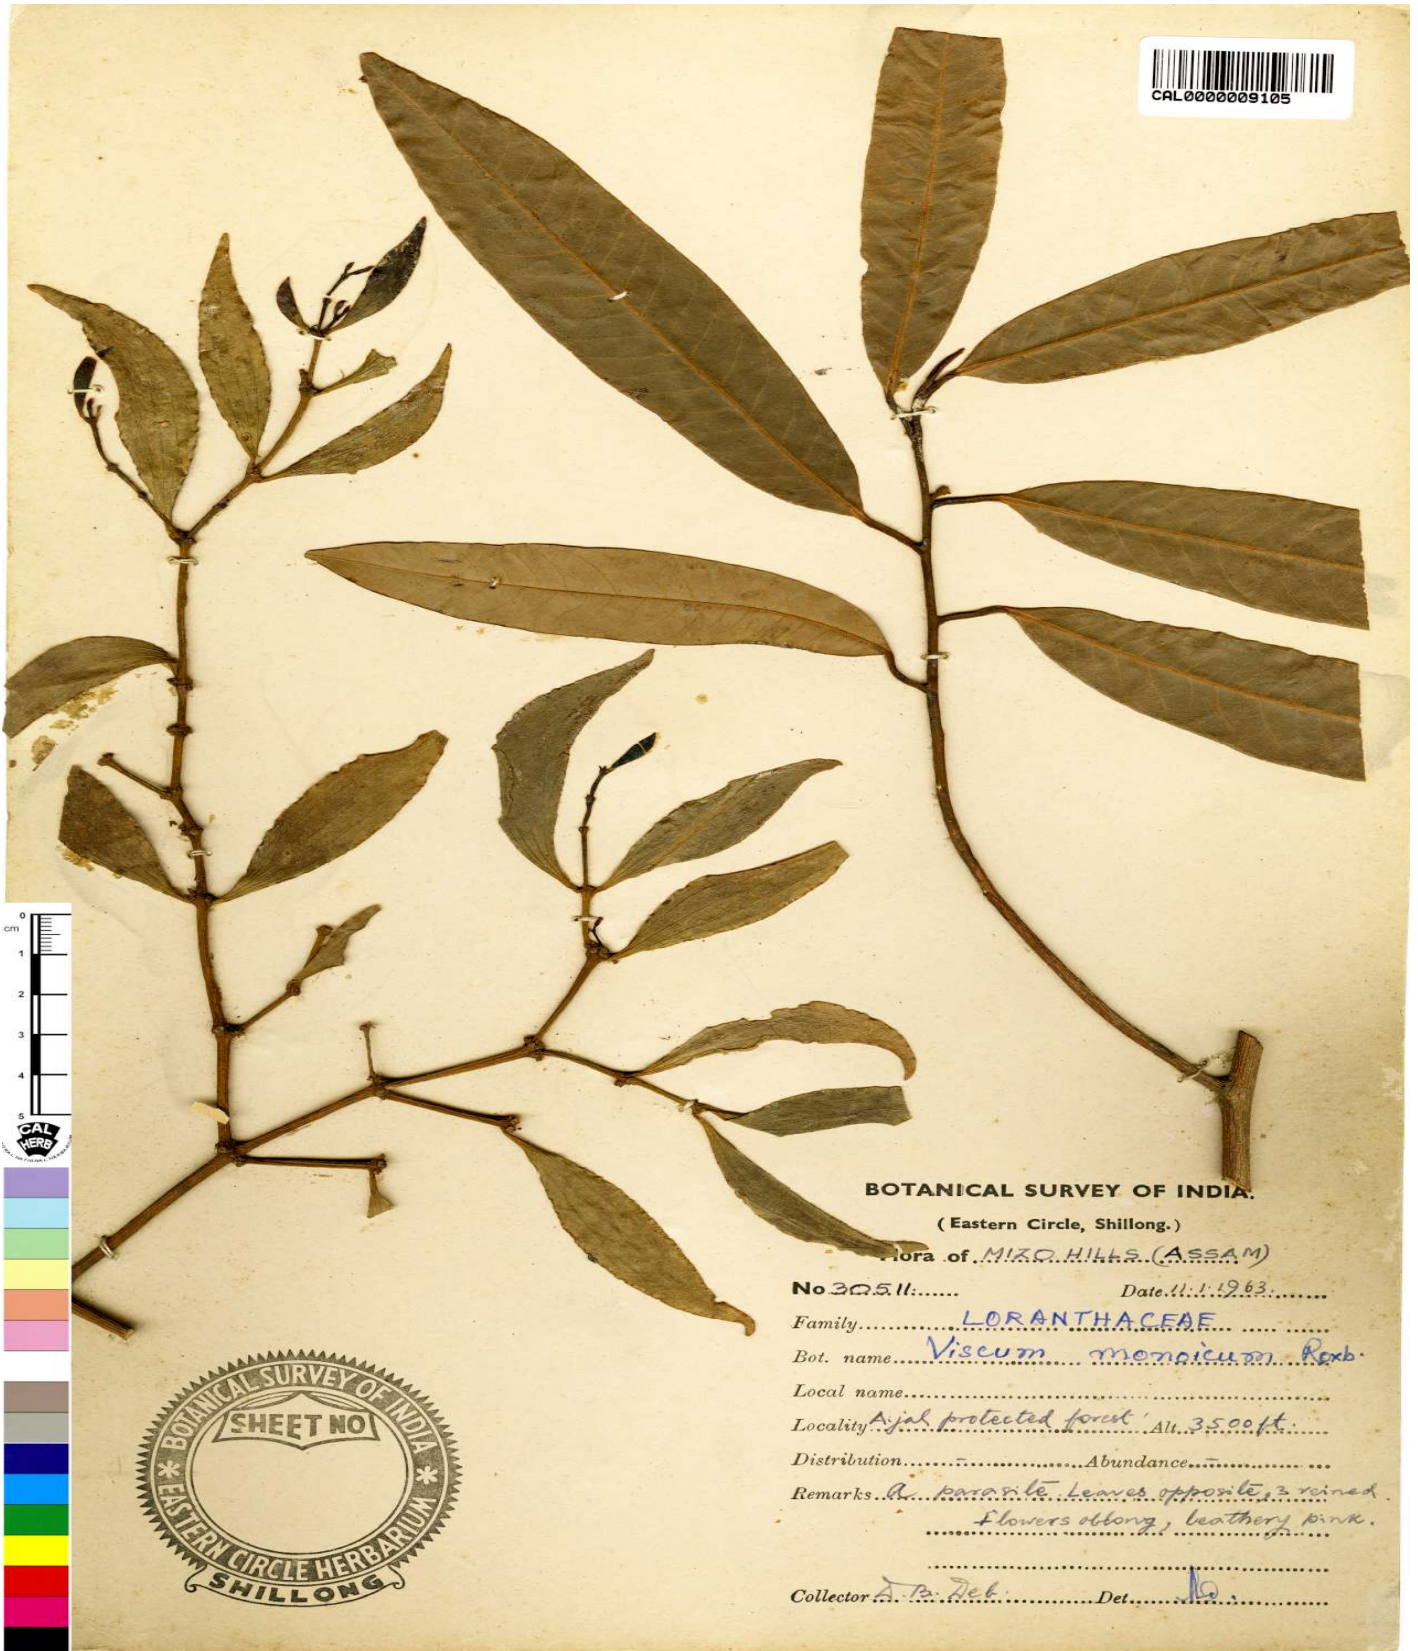 CAL0000009105
0
cm
1
2
3
4
5
CAL
HERB
BOTANICAL SURVEY OF INDIA.
(Eastern Circle, Shillong.)
Flora of MIZO HILLS (ASSAM)
No 30511. Date 11.1.1963.
Family LORANTHACEAE
Bot. name Viscum monoicum Roxb.
Local name
Locality Aijal protected forest Alt. 3500 ft.
Distribution - Abundance -
Remarks A parasite. Leaves opposite, 3 veined.
Flowers oblong, leathery pink.
Collector D. B. Deb. Det.
BOTANICAL SURVEY OF INDIA
SHEET NO
EASTERN CIRCLE HERBARIUM
SHILLONG